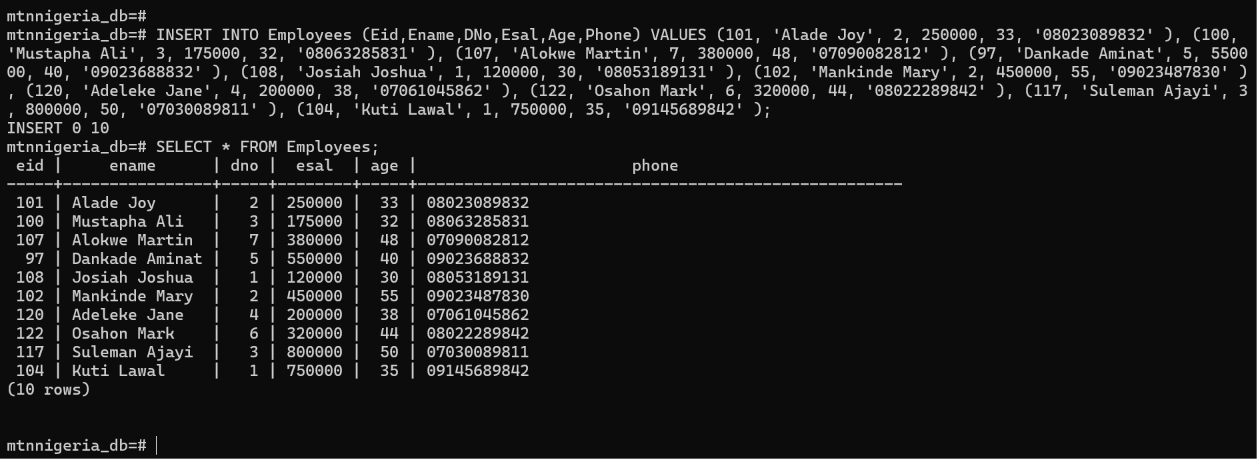 mtnnigeria_db=#
mtnnigeria_db=# INSERT INTO Employees (Eid,Ename,DNo,Esal,Age,Phone) VALUES (101, 'Alade Joy', 2, 250000, 33, '08023089832' ), (100,
'Mustapha Ali', 3, 175000, 32, '08063285831' ), (107, 'Alokwe Martin', 7, 380000, 48, '07090082812' ), (97, 'Dankade Aminat', 5, 5500
00, 40, '09023688832' ), (108, 'Josiah Joshua', 1, 120000, 30, '08053189131' ), (102, 'Mankinde Mary', 2, 450000, 55, '09023487830' )
, (120, 'Adeleke Jane', 4, 200000, 38, '07061045862' ), (122, 'Osahon Mark', 6, 320000, 44, '08022289842' ), (117, 'Suleman Ajayi', 3
, 800000, 50, '07030089811' ), (104, 'Kuti Lawal', 1, 750000, 35, '09145689842' );
INSERT 0 10
mtnnigeria_db=# SELECT * FROM Employees;
 eid |     ename      | dno |  esal  | age |                       phone
-----+----------------+-----+--------+-----+----------------------------------------------------
 101 | Alade Joy      |   2 | 250000 |  33 | 08023089832
 100 | Mustapha Ali   |   3 | 175000 |  32 | 08063285831
 107 | Alokwe Martin  |   7 | 380000 |  48 | 07090082812
  97 | Dankade Aminat |   5 | 550000 |  40 | 09023688832
 108 | Josiah Joshua  |   1 | 120000 |  30 | 08053189131
 102 | Mankinde Mary  |   2 | 450000 |  55 | 09023487830
 120 | Adeleke Jane   |   4 | 200000 |  38 | 07061045862
 122 | Osahon Mark    |   6 | 320000 |  44 | 08022289842
 117 | Suleman Ajayi  |   3 | 800000 |  50 | 07030089811
 104 | Kuti Lawal     |   1 | 750000 |  35 | 09145689842
(10 rows)
mtnnigeria_db=#